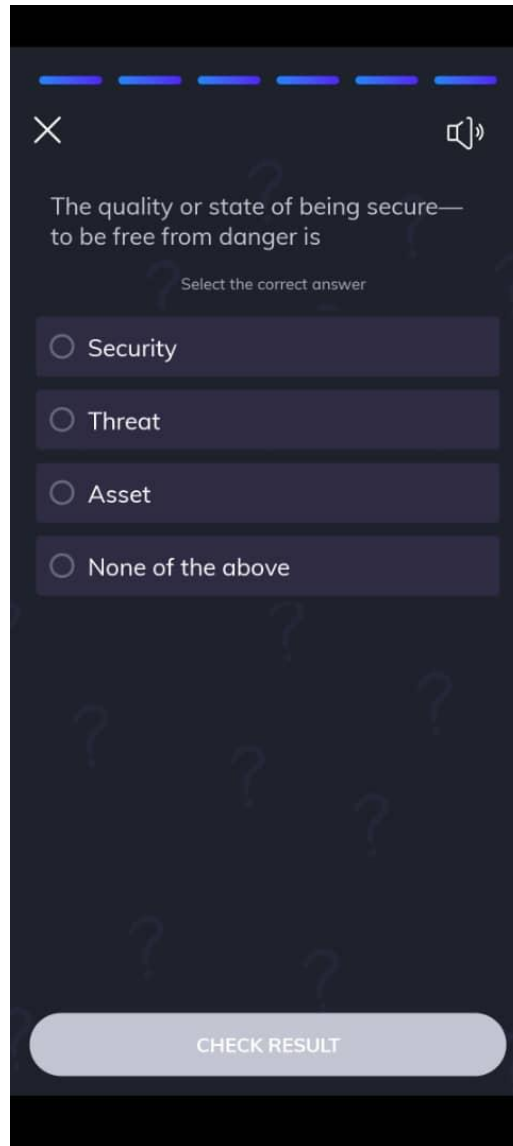 The quality or state of being secure—
to be free from danger is
Select the correct answer
Security
Threat
Asset
None of the above
CHECK RESULT